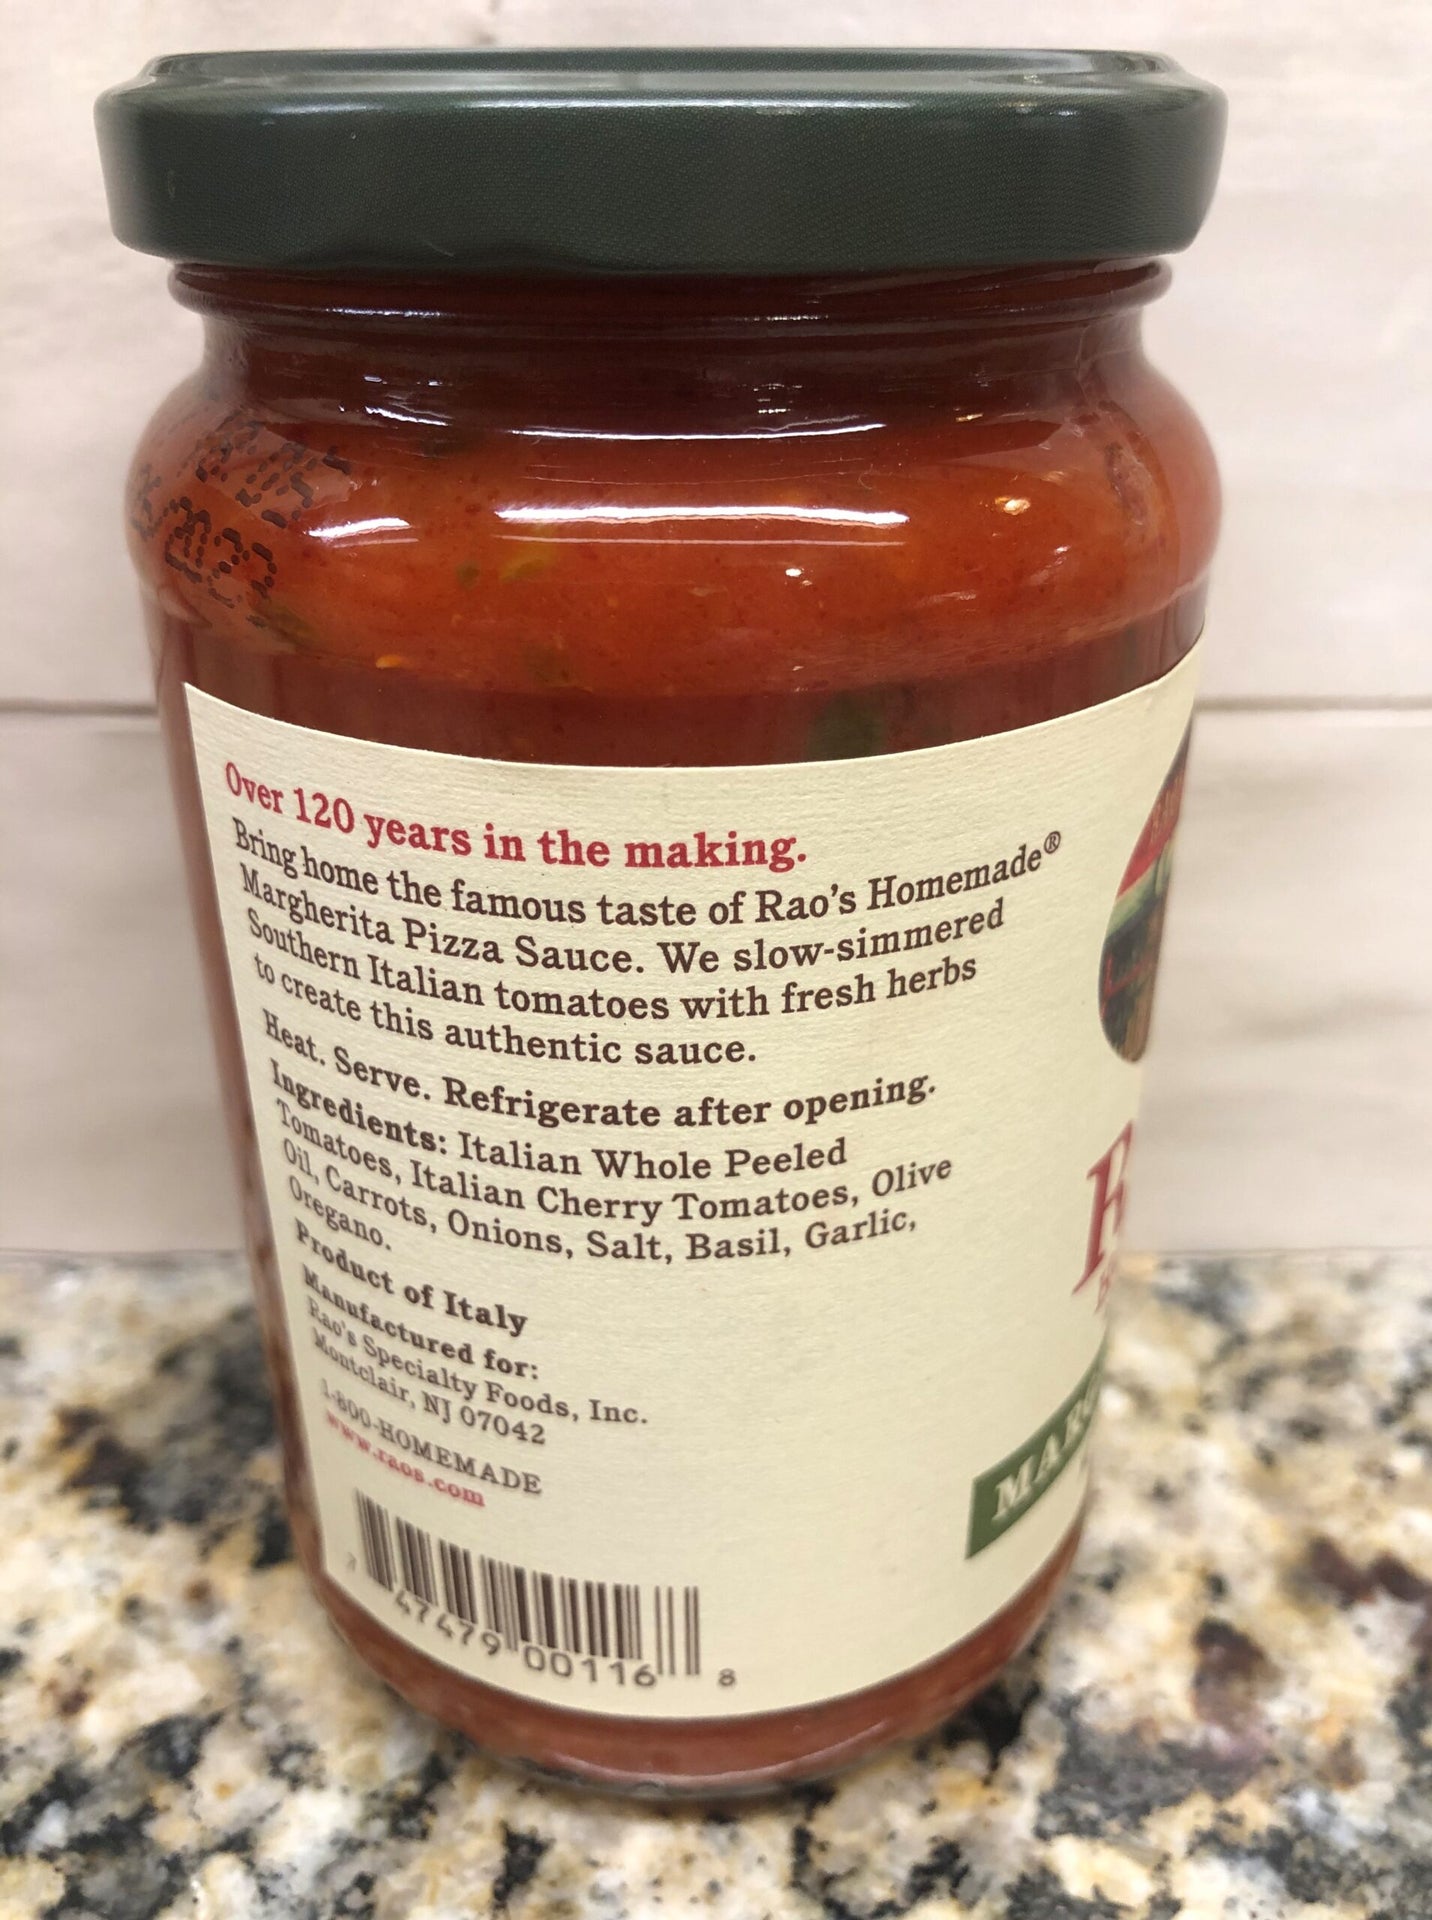 2023
Over 120 years in the making.
Bring home the famous taste of Rao's Homemade®
Margherita Pizza Sauce. We slow-simmered
Southern Italian tomatoes with fresh herbs
to create this authentic sauce.
Heat. Serve. Refrigerate after opening.
Ingredients: Italian Whole Peeled
Tomatoes, Italian Cherry Tomatoes, Olive
Oil, Carrots, Onions, Salt, Basil, Garlic,
Oregano.
Product of Italy
Manufactured for:
Rao's Specialty Foods, Inc.
Montclair, NJ 07042
1-800-HOMEMADE
www.raos.com
47479 00116 8